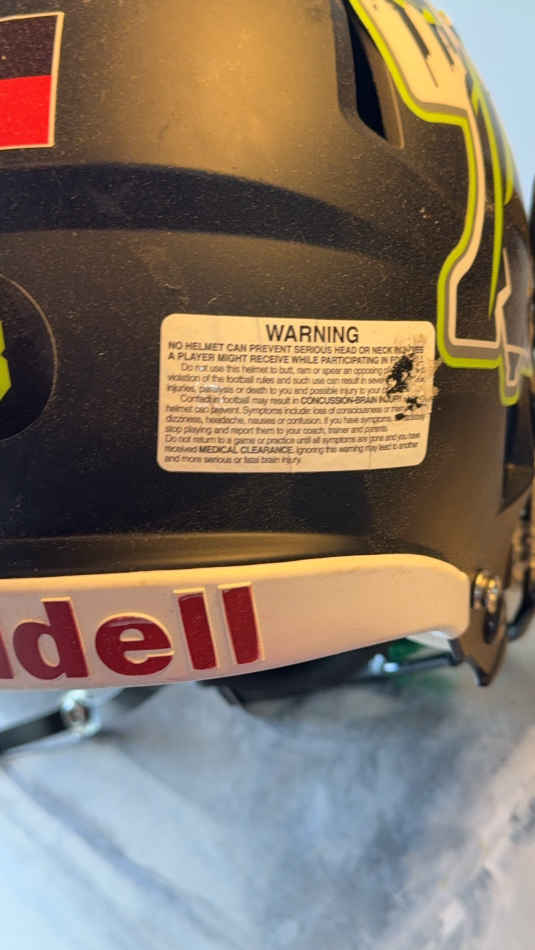 WARNING
NO HELMET CAN PREVENT SERIOUS HEAD OR NECK INJURIES
A PLAYER MIGHT RECEIVE WHILE PARTICIPATING IN
Do not use this helmet to butt, ram or spear an opposing
violation of the football rules and such use can result in severe
injuries, paralysis or death to you and possible injury to your
Contact in football may result in CONCUSSION-BRAIN INJURY
helmet can prevent. Symptoms include: loss of consciousness or
dizziness, headache, nausea or confusion. If you have symptoms,
stop playing and report them to your coach, trainer and parents.
Do not return to a game or practice until all symptoms are gone and you have
received MEDICAL CLEARANCE. Ignoring this warning may lead to another
and more serious or fatal brain injury.
ddell